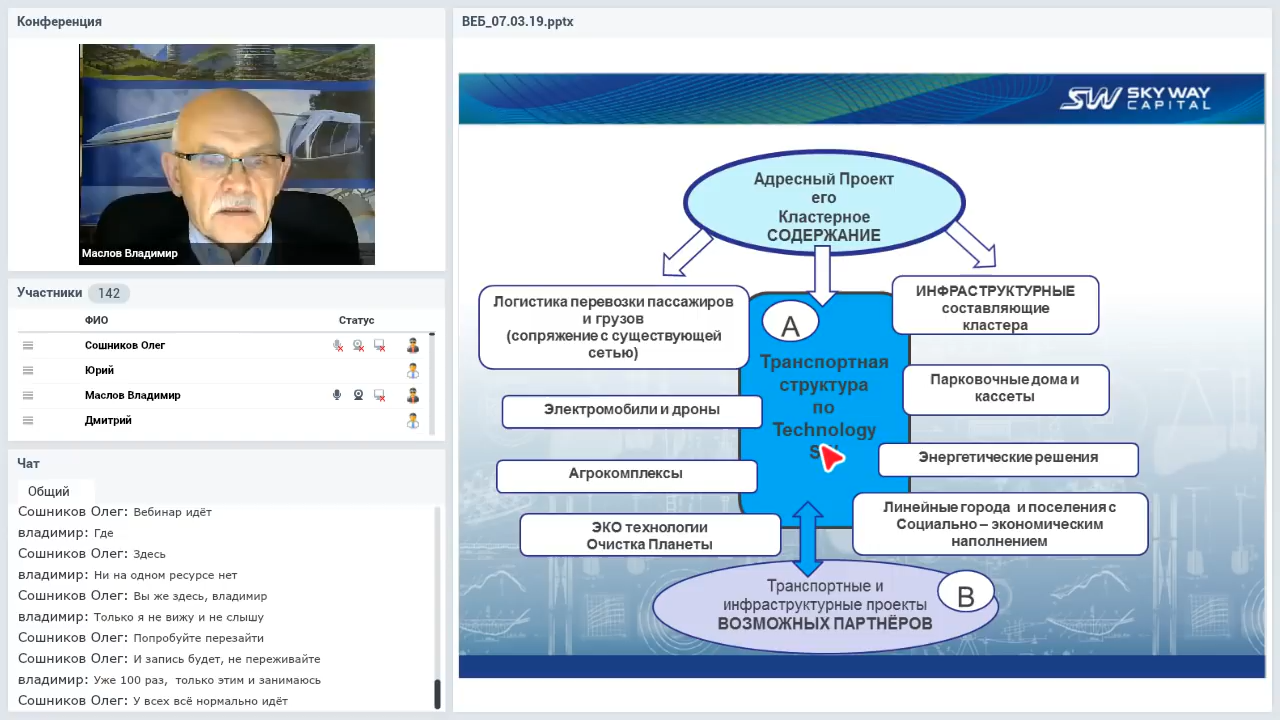 Конференция
Маслов Владимир
Участники 142
ФИО Статус
Сошников Олег
Юрий
Маслов Владимир
Дмитрий
Чат
Общий
Сошников Олег: Вебинар идёт
владимир: Где
Сошников Олег: Здесь
владимир: Ни на одном ресурсе нет
Сошников Олег: Вы же здесь, владимир
владимир: Только я не вижу и не слышу
Сошников Олег: Попробуйте перезайти
Сошников Олег: И запись будет, не переживайте
владимир: Уже 100 раз, только этим и занимаюсь
Сошников Олег: У всех всё нормально идёт
ВЕБ_07.03.19.pptx
SW SKY WAY
CAPITAL
Адресный Проект
его
Кластерное
СОДЕРЖАНИЕ
Логистика перевозки пассажиров
и грузов
(сопряжение с существующей
сетью)
Электромобили и дроны
Агрокомплексы
ЭКО технологии
Очистка Планеты
А
Транспортная
структура
по
Technology
ИНФРАСТРУКТУРНЫЕ
составляющие
кластера
Парковочные дома и
кассеты
Энергетические решения
Линейные города и поселения с
Социально – экономическим
наполнением
Транспортные и
инфраструктурные проекты
ВОЗМОЖНЫХ ПАРТНЁРОВ
В